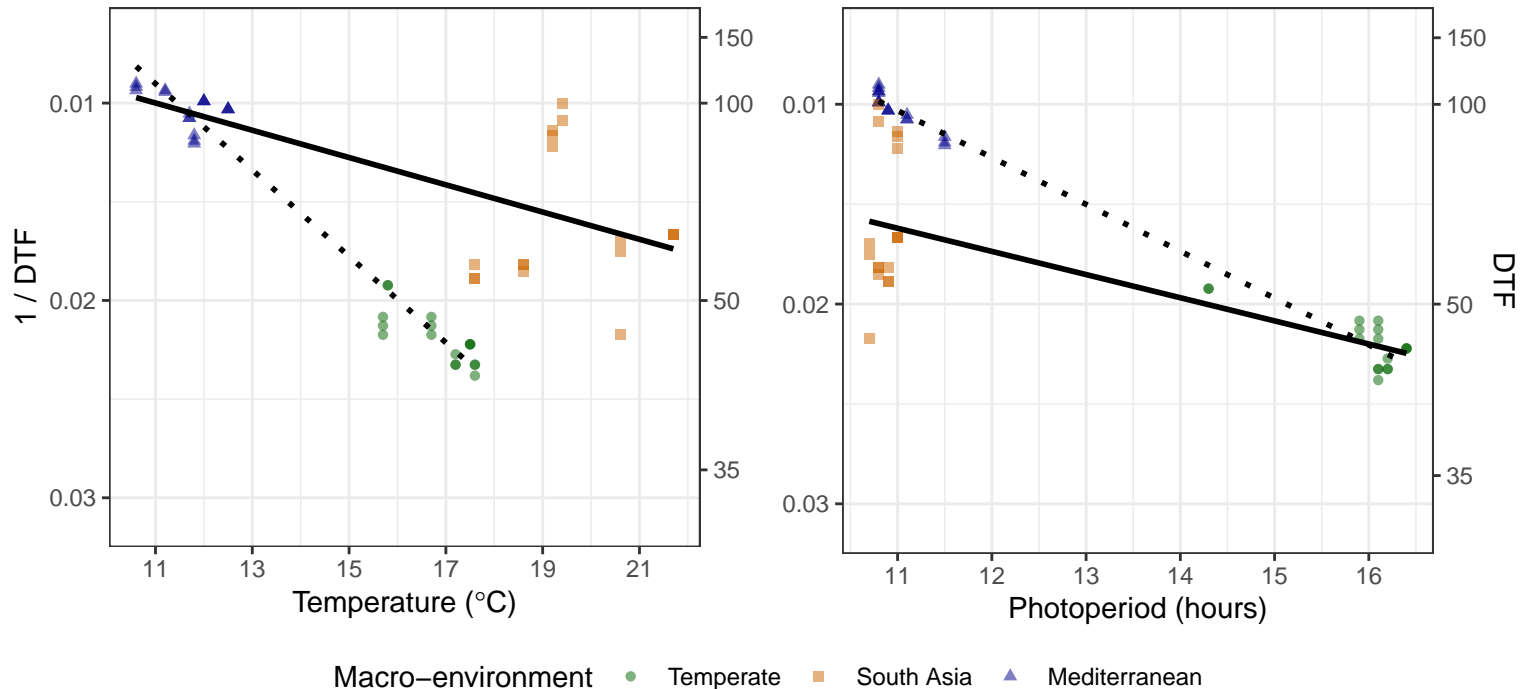 1 / DTF
0.01
0.02
0.03
150
100
50
35
11 13 15 17 19 21
Temperature (°C)
0.01
0.02
0.03
150
100
50
35
DTF
11 12 13 14 15 16
Photoperiod (hours)
Macro−environment Temperate South Asia Mediterranean